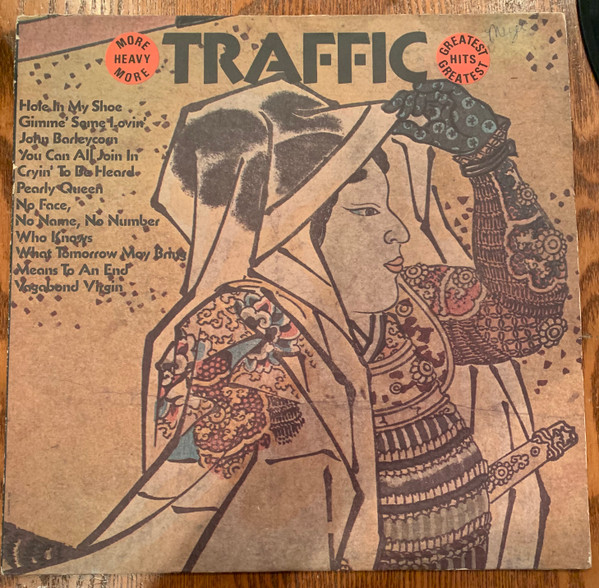 MORE
HEAVY
MORE
TRAFFIC
GREATEST
HITS
GREATEST
Hole In My Shoe
Gimme Some Lovin'
John Barleycorn
You Can All Join In
Cryin' To Be Heard
Pearly Queen
No Face,
No Name, No Number
Who Knows
What Tomorrow May Bring
Means To An End
Vagabond Virgin